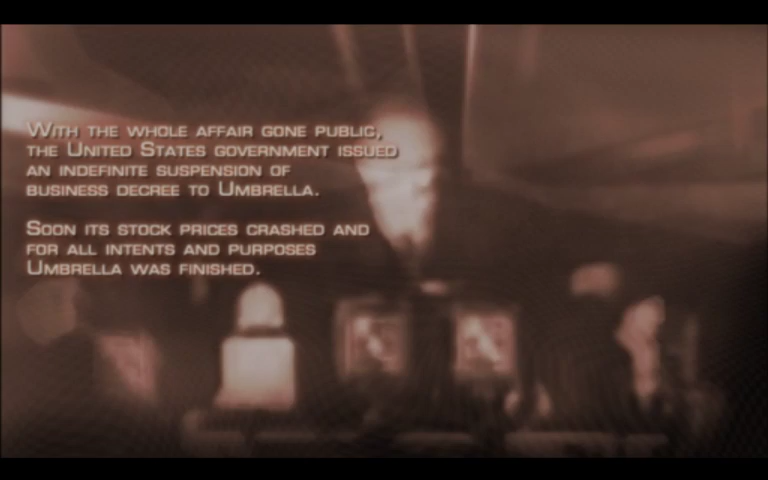 With the whole affair gone public,
the United States government issued
an indefinite suspension of
business decree to Umbrella.
Soon its stock prices crashed and
for all intents and purposes
Umbrella was finished.